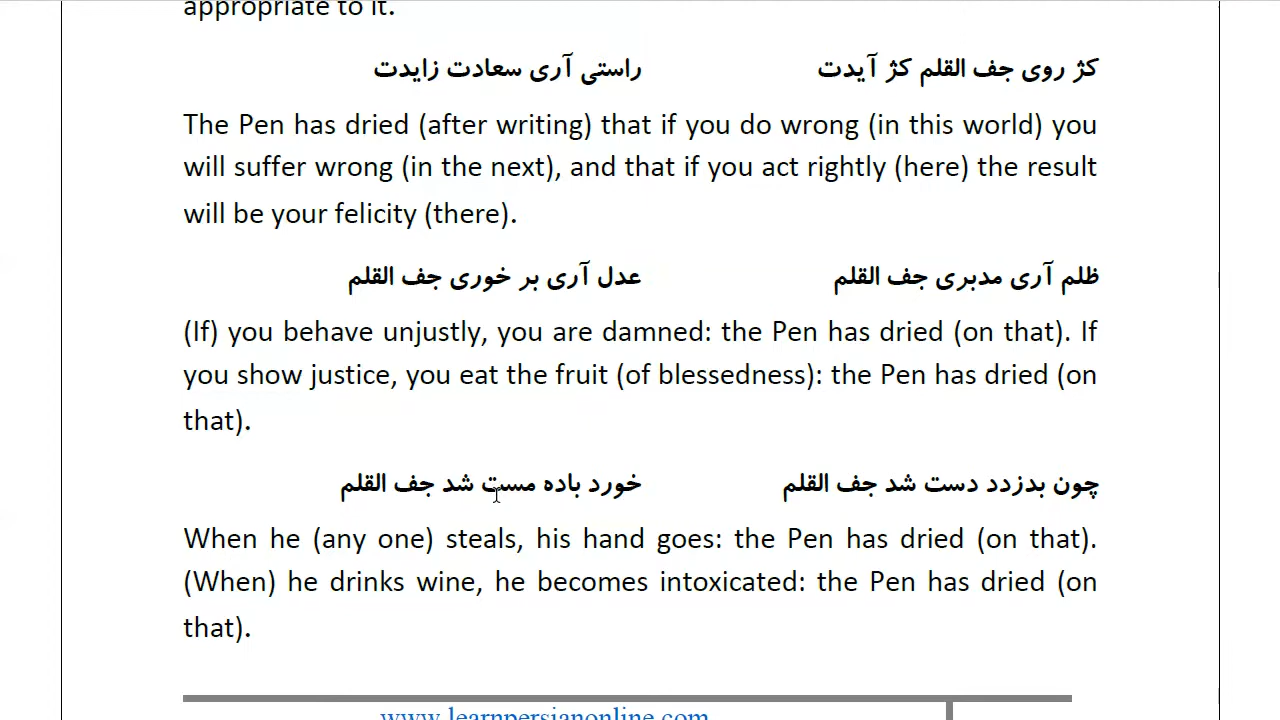 appropriate to it.
کژ روی جف القلم کژ آیدت راستی آری سعادت زایدت
The Pen has dried (after writing) that if you do wrong (in this world) you
will suffer wrong (in the next), and that if you act rightly (here) the result
will be your felicity (there).
ظلم آری مدبری جف القلم عدل آری بر خوری جف القلم
(If) you behave unjustly, you are damned: the Pen has dried (on that). If
you show justice, you eat the fruit (of blessedness): the Pen has dried (on
that).
چون بدزدد دست شد جف القلم خورد باده مست شد جف القلم
When he (any one) steals, his hand goes: the Pen has dried (on that).
(When) he drinks wine, he becomes intoxicated: the Pen has dried (on
that).
www.learnpersianonline.com